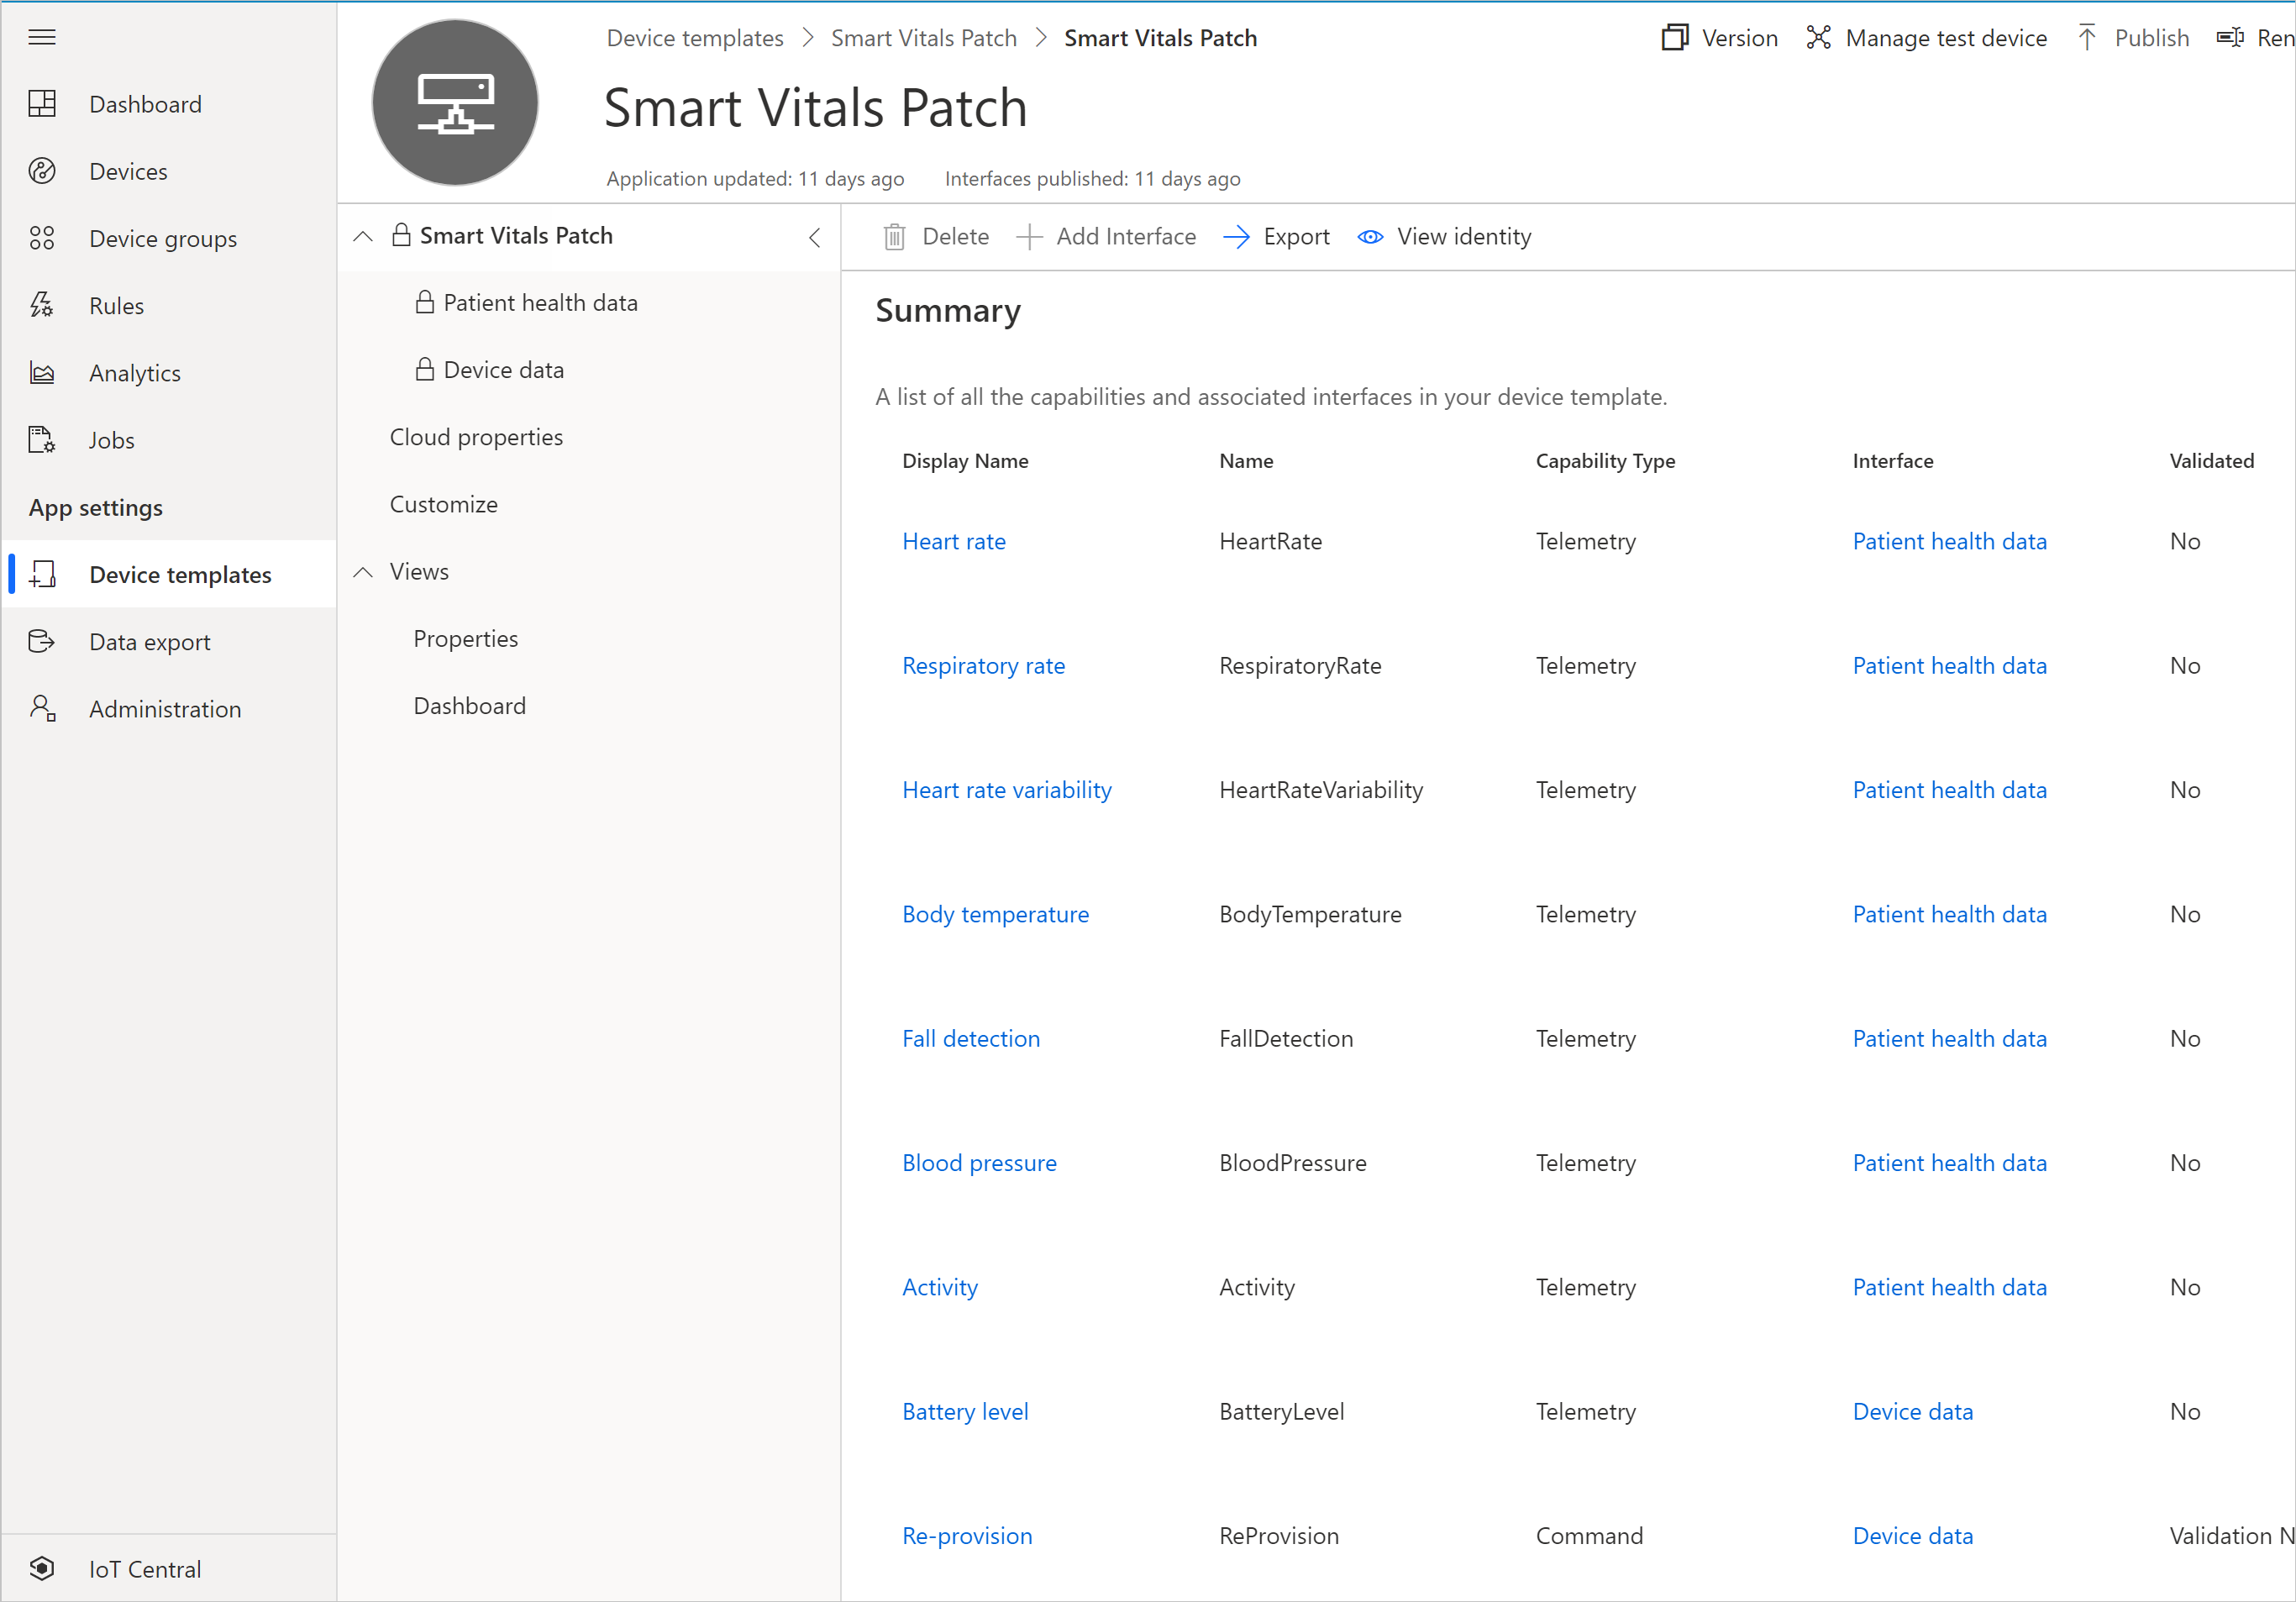 Dashboard
Devices
Device groups
Rules
Analytics
Jobs
App settings
Device templates
Data export
Administration
IoT Central
Device templates > Smart Vitals Patch > Smart Vitals Patch
Version Manage test device Publish Ren
Smart Vitals Patch
Application updated: 11 days ago Interfaces published: 11 days ago
Smart Vitals Patch
Patient health data
Device data
Cloud properties
Customize
Views
Properties
Dashboard
Delete Add Interface Export View identity
Summary
A list of all the capabilities and associated interfaces in your device template.
Display Name Name Capability Type Interface Validated
Heart rate HeartRate Telemetry Patient health data No
Respiratory rate RespiratoryRate Telemetry Patient health data No
Heart rate variability HeartRateVariability Telemetry Patient health data No
Body temperature BodyTemperature Telemetry Patient health data No
Fall detection FallDetection Telemetry Patient health data No
Blood pressure BloodPressure Telemetry Patient health data No
Activity Activity Telemetry Patient health data No
Battery level BatteryLevel Telemetry Device data No
Re-provision ReProvision Command Device data Validation N